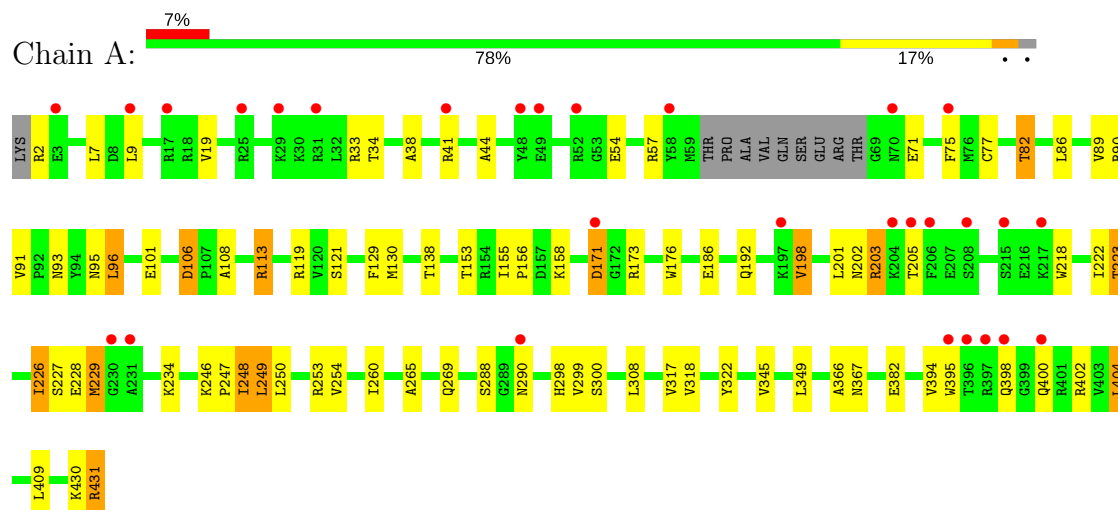 7%
Chain A:
78% 17% • •
LYS R2 E3 L7 D8 L9 R17 R18 V19 R25 K29 K30 R31 L32 R33 T34 A38 R41 A44 Y48 E49 R52 G53 E54 R57 Y58 M59 THR PRO ALA VAL GLN SER GLU ARG THR G69 N70 E71 F75 M76 C77 T82 L86 V89
V91 P92 N93 Y94 N95 L96 E101 D106 P107 A108 R113 R119 V120 S121 F129 M130 T138 T153 R154 I155 P156 D157 K158 D171 G172 R173 W176 E186 Q192 K197 V198 L201 N202 R203 K204 T205 F206 E207 S208 S215 E216 K217 W218 I222
I226 S227 E228 M229 G230 A231 K234 K246 P247 I248 L249 L250 R253 V254 I260 A265 Q269 S288 G289 N290 H298 V299 S300 L308 V317 V318 Y322 V345 L349 A366 N367 E382 V394 W395 T396 R397 Q398 G399 Q400 R401 R402 V403
L409 K430 R431